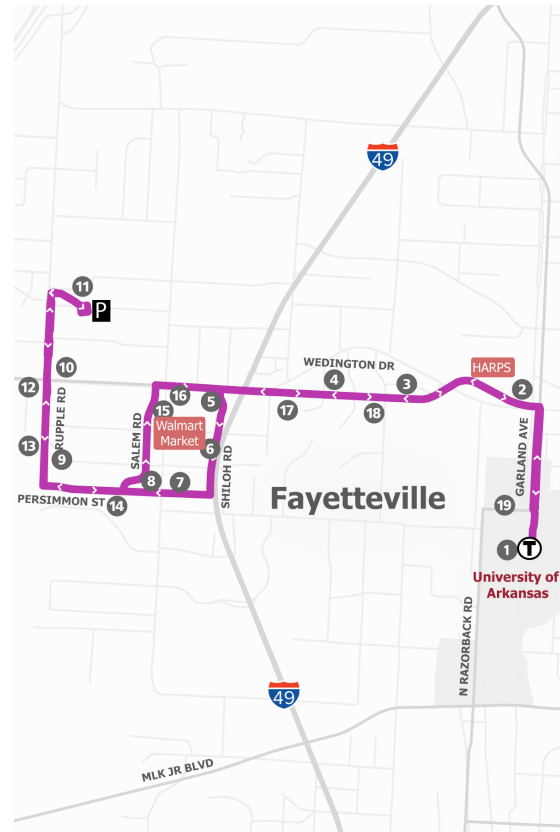 49
11
P
10
12
RUPPLE RD
13
9
PERSIMMON ST
14
SALEM RD
15
16
Walmart
Market
8
7
5
6
SHILOH RD
17
WEDINGTON DR
4
18
3
HARPS
2
GARLAND AVE
19
1
T
University of
Arkansas
Fayetteville
N RAZORBACK RD
49
MLK JR BLVD